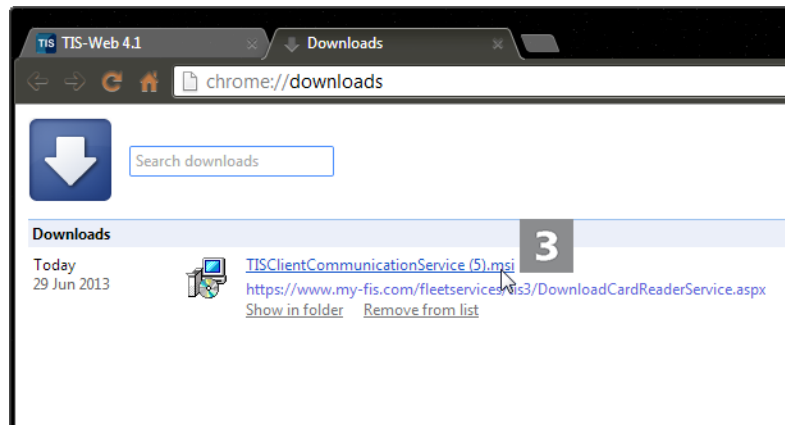 TIS TIS-Web 4.1 Downloads
chrome://downloads
Search downloads
Downloads
Today
29 Jun 2013
TISClientCommunicationService (5).msi
3
https://www.my-fis.com/fleetservices/tis3/DownloadCardReaderService.aspx
Show in folder Remove from list